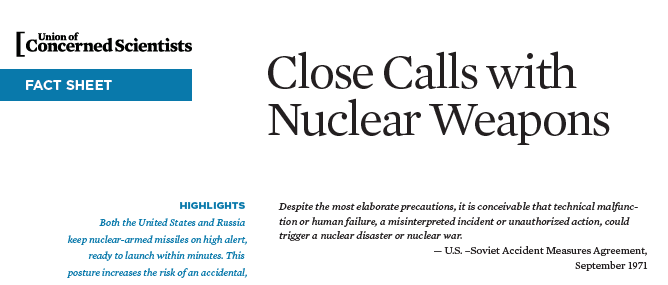 Union of
Concerned Scientists
FACT SHEET
Close Calls with
Nuclear Weapons
HIGHLIGHTS
Both the United States and Russia
keep nuclear-armed missiles on high alert,
ready to launch within minutes. This
posture increases the risk of an accidental,
Despite the most elaborate precautions, it is conceivable that technical malfunc-
tion or human failure, a misinterpreted incident or unauthorized action, could
trigger a nuclear disaster or nuclear war.
— U.S. –Soviet Accident Measures Agreement,
September 1971